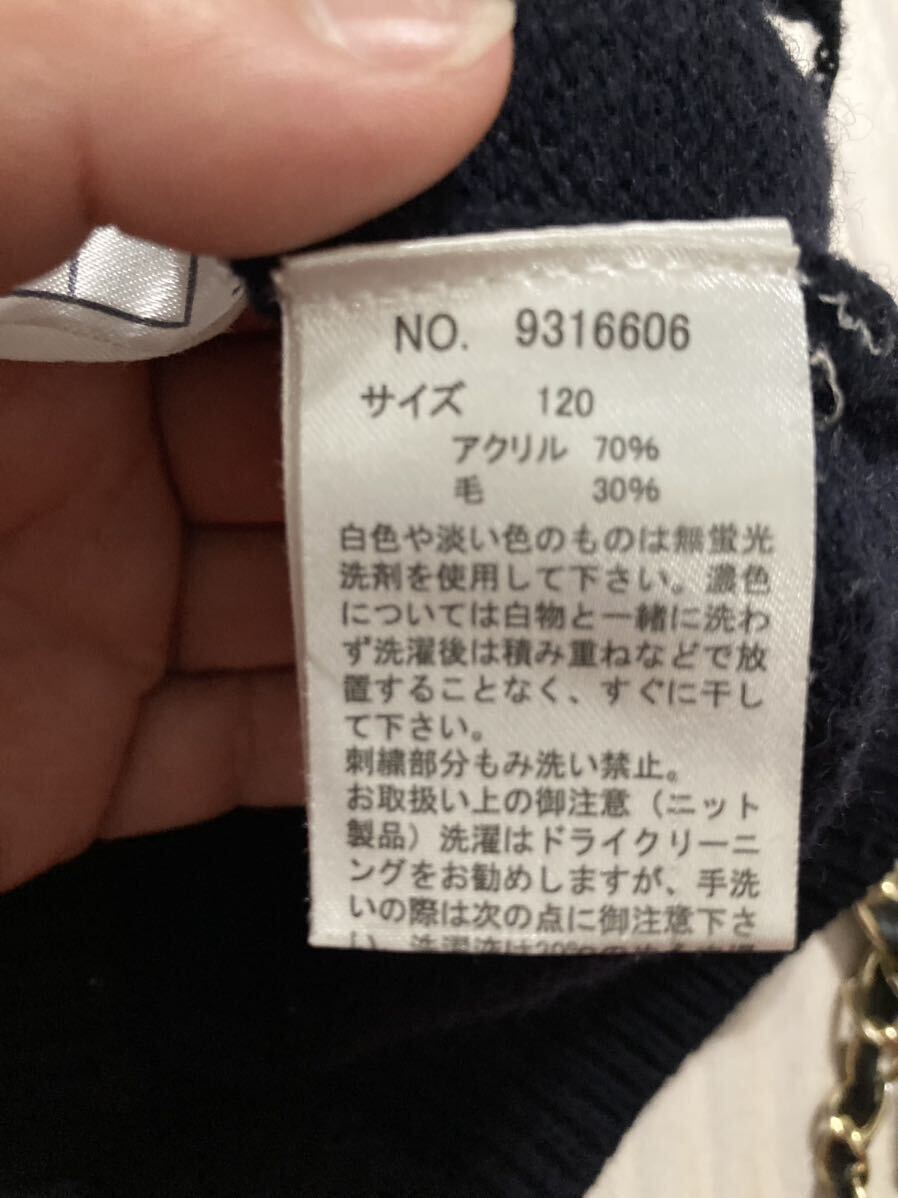 NO. 9316606
サイズ 120
アクリル 70%
毛 30%
白色や淡い色のものは無蛍光
洗剤を使用して下さい。濃色
については白物と一緒に洗わ
ず洗濯後は積み重ねなどで放
置することなく、すぐに干し
て下さい。
刺繍部分もみ洗い禁止。
お取扱い上の御注意（ニット
製品）洗濯はドライクリーニ
ングをお勧めしますが、手洗
いの際は次の点に御注意下さ